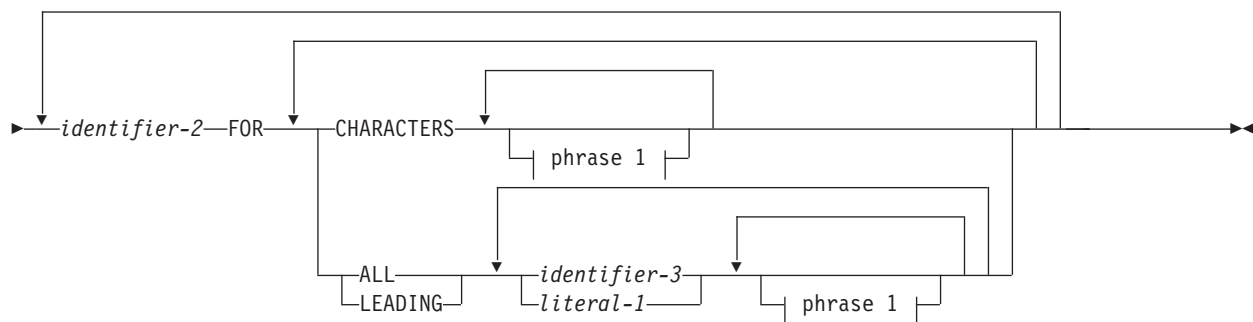 identifier-2 FOR CHARACTERS
phrase 1
ALL identifier-3
LEADING literal-1
phrase 1